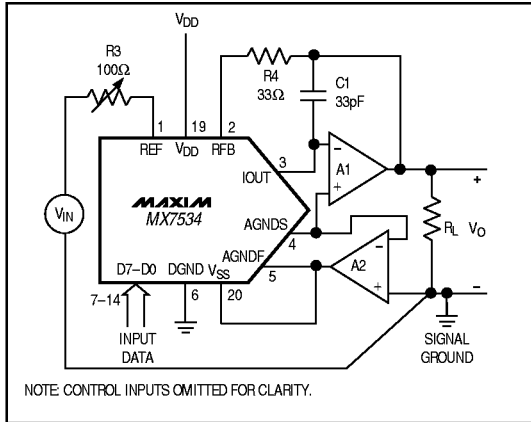 VDD
R3
100Ω
R4
33Ω
C1
33pF
1
19
2
REF
VDD
RFB
3
IOUT
-
+
A1
MAXIM
MX7534
VIN
AGNDS
4
AGNDF
5
-
+
A2
RL
VO
+
-
D7-D0
DGND
VSS
7-14
6
20
INPUT
DATA
SIGNAL
GROUND
NOTE: CONTROL INPUTS OMITTED FOR CLARITY.